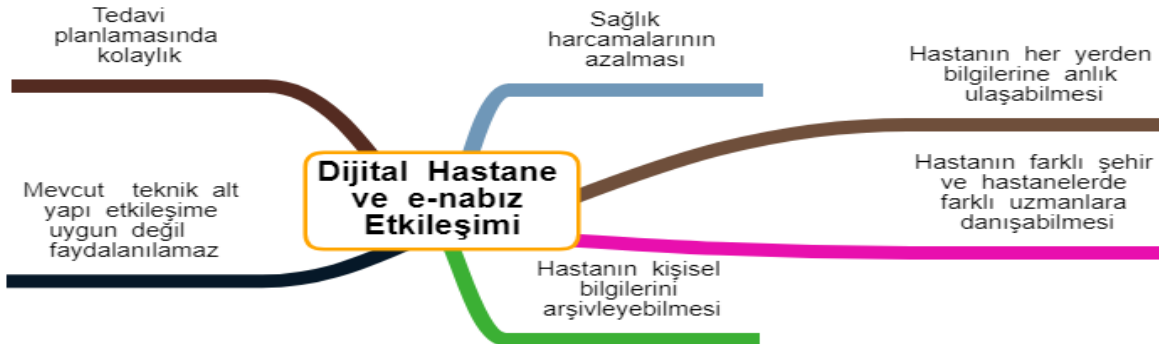 Tedavi
planlamasında
kolaylık
Sağlık
harcamalarının
azalması
Hastanın her yerden
bilgilerine anlık
ulaşabilmesi
Dijital Hastane
ve e-nabız
Etkileşimi
Mevcut teknik alt
yapı etkileşime
uygun değil
faydalanılamaz
Hastanın farklı şehir
ve hastanelerde
farklı uzmanlara
danışabilmesi
Hastanın kişisel
bilgilerini
arşivleyebilmesi